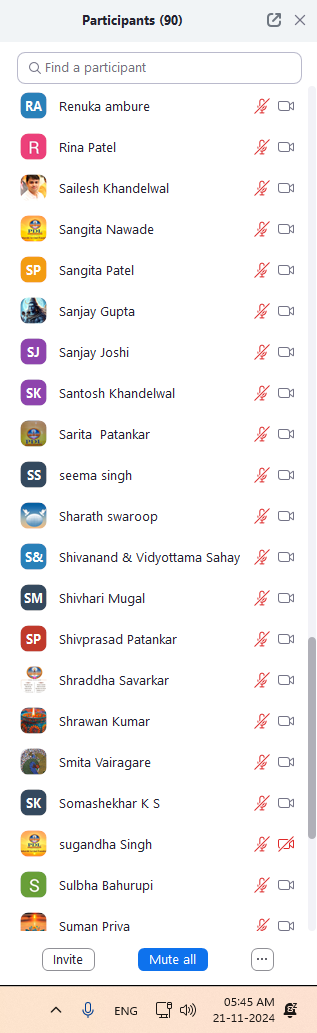 Participants (90)
Find a participant
RA Renuka ambure
R Rina Patel
Sailesh Khandelwal
Sangita Nawade
SP Sangita Patel
Sanjay Gupta
SJ Sanjay Joshi
SK Santosh Khandelwal
Sarita Patankar
SS seema singh
Sharath swaroop
S& Shivanand & Vidyottama Sahay
SM Shivhari Mugal
SP Shivprasad Patankar
Shraddha Savarkar
Shrawan Kumar
Smita Vairagare
SK Somashekhar K S
sugandha Singh
S Sulbha Bahurupi
Suman Priva
Invite Mute all ...
ENG 05:45 AM
21-11-2024